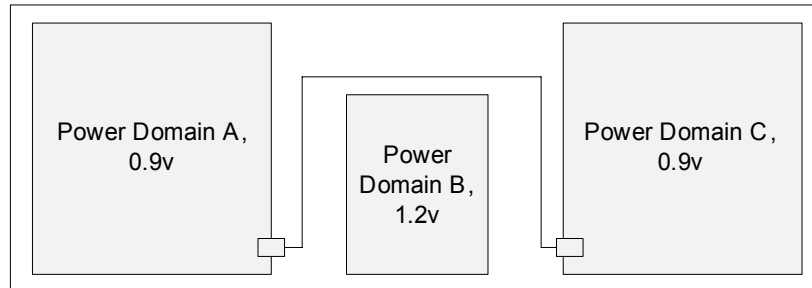 Power Domain A,
0.9v
Power
Domain B,
1.2v
Power Domain C,
0.9v